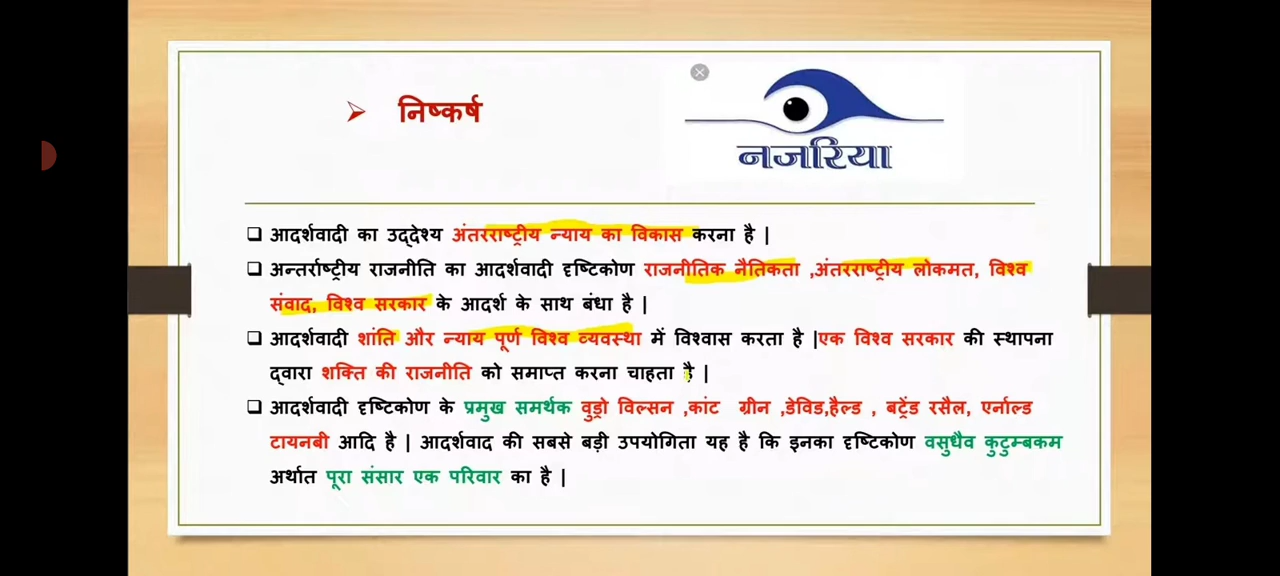 निष्कर्ष
नजरिया
आदर्शवादी का उद्देश्य अंतरराष्ट्रीय न्याय का विकास करना है |
अन्तर्राष्ट्रीय राजनीति का आदर्शवादी दृष्टिकोण राजनीतिक नैतिकता ,अंतरराष्ट्रीय लोकमत, विश्व
संवाद, विश्व सरकार के आदर्श के साथ बंधा है |
आदर्शवादी शांति और न्याय पूर्ण विश्व व्यवस्था में विश्वास करता है |एक विश्व सरकार की स्थापना
द्वारा शक्ति की राजनीति को समाप्त करना चाहता है |
आदर्शवादी दृष्टिकोण के प्रमुख समर्थक वुड्रो विल्सन ,कांट ग्रीन ,डेविड,हैल्ड , बट्रेंड रसैल, एर्नाल्ड
टायनबी आदि है | आदर्शवाद की सबसे बड़ी उपयोगिता यह है कि इनका दृष्टिकोण वसुधैव कुटुम्बकम
अर्थात पूरा संसार एक परिवार का है |